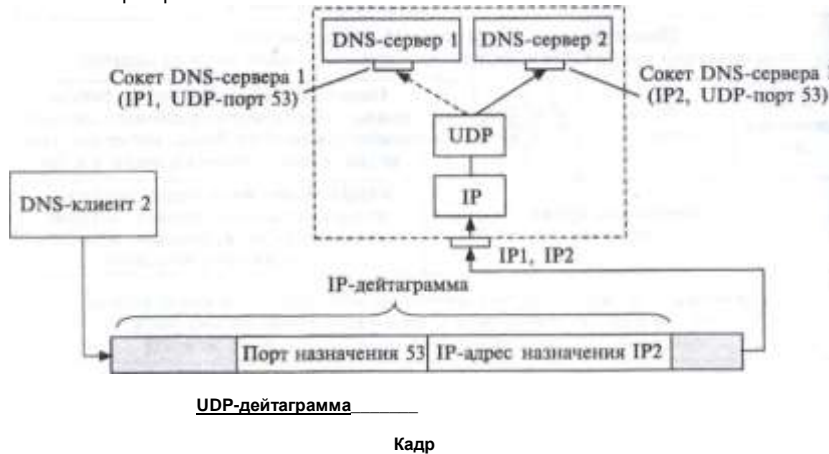 DNS-сервер 1 DNS-сервер 2
Сокет DNS-сервера 1
(IP1, UDP-порт 53)
Сокет DNS-сервера
(IP2, UDP-порт 53)
UDP
IP
DNS-клиент 2
IP1, IP2
IP-дейтаграмма
Порт назначения 53 IP-адрес назначения IP2
UDP-дейтаграмма
Кадр